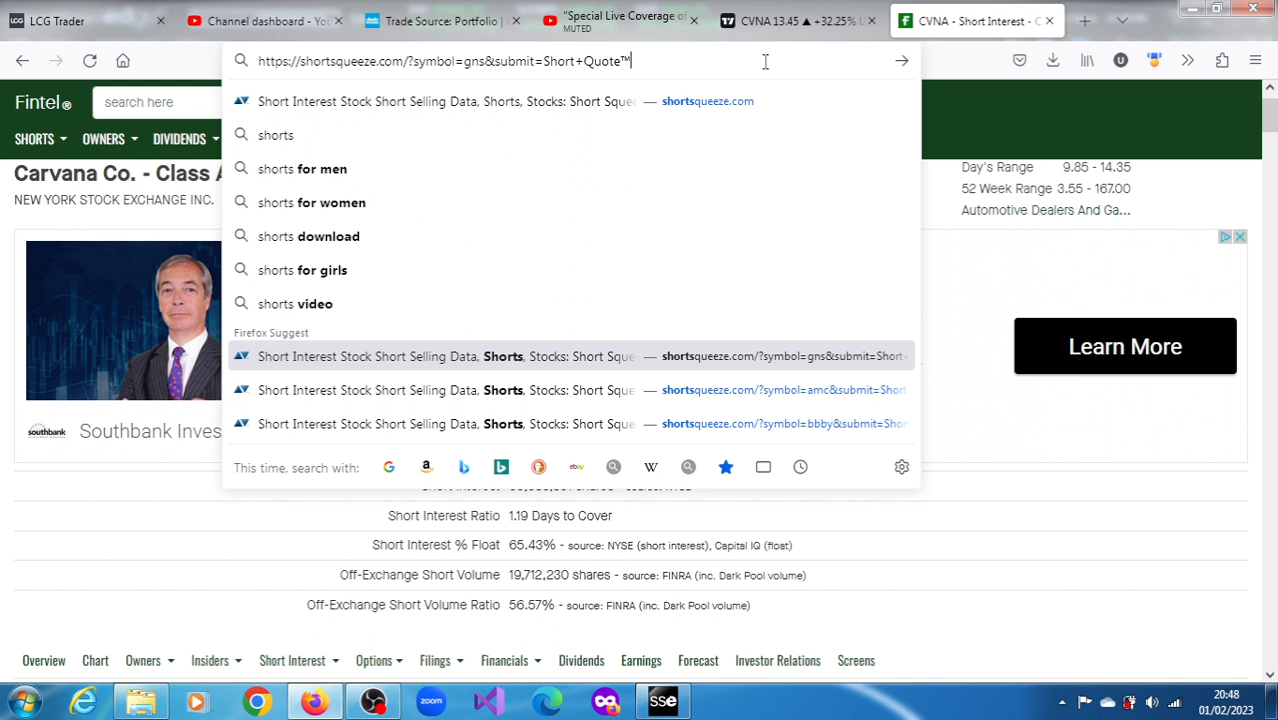 LCG Trader
Channel dashboard - You
Trade Source: Portfolio |
"Special Live Coverage of
MUTED
CVNA 13.45 ▲ +32.25% U
CVNA - Short Interest - C
https://shortsqueeze.com/?symbol=gns&submit=Short+Quote™
Fintel®
search here
SHORTS
OWNERS
DIVIDENDS
Short Interest Stock Short Selling Data, Shorts, Stocks: Short Sque — shortsqueeze.com
shorts
shorts for men
shorts for women
shorts download
shorts for girls
shorts video
Firefox Suggest
Short Interest Stock Short Selling Data, Shorts, Stocks: Short Sque — shortsqueeze.com/?symbol=gns&submit=Short+
Short Interest Stock Short Selling Data, Shorts, Stocks: Short Sque — shortsqueeze.com/?symbol=amc&submit=Short
Short Interest Stock Short Selling Data, Shorts, Stocks: Short Sque — shortsqueeze.com/?symbol=bbby&submit=Shor
This time, search with:
Carvana Co. - Class A
NEW YORK STOCK EXCHANGE INC.
Day's Range 9.85 - 14.35
52 Week Range 3.55 - 167.00
Automotive Dealers And Ga...
southbank
Southbank Inves
Learn More
Short Interest Ratio 1.19 Days to Cover
Short Interest % Float 65.43% - source: NYSE (short interest), Capital IQ (float)
Off-Exchange Short Volume 19,712,230 shares - source: FINRA (inc. Dark Pool volume)
Off-Exchange Short Volume Ratio 56.57% - source: FINRA (inc. Dark Pool volume)
Overview Chart Owners Insiders Short Interest Options Filings Financials Dividends Earnings Forecast Investor Relations Screens
zoom
SSE
20:48
01/02/2023